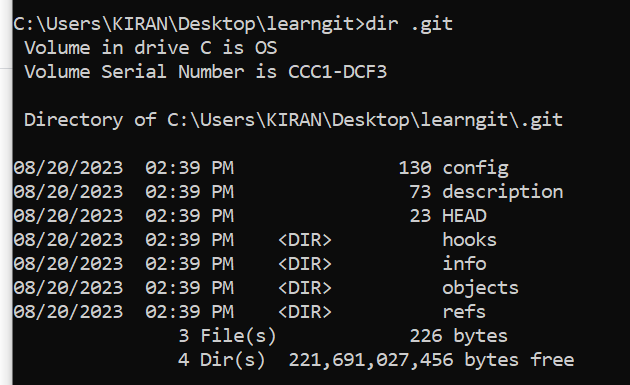 C:\Users\KIRAN\Desktop\learngit>dir .git
 Volume in drive C is OS
 Volume Serial Number is CCC1-DCF3

 Directory of C:\Users\KIRAN\Desktop\learngit\.git

08/20/2023  02:39 PM               130 config
08/20/2023  02:39 PM                73 description
08/20/2023  02:39 PM                23 HEAD
08/20/2023  02:39 PM    <DIR>          hooks
08/20/2023  02:39 PM    <DIR>          info
08/20/2023  02:39 PM    <DIR>          objects
08/20/2023  02:39 PM    <DIR>          refs
               3 File(s)            226 bytes
               4 Dir(s)  221,691,027,456 bytes free